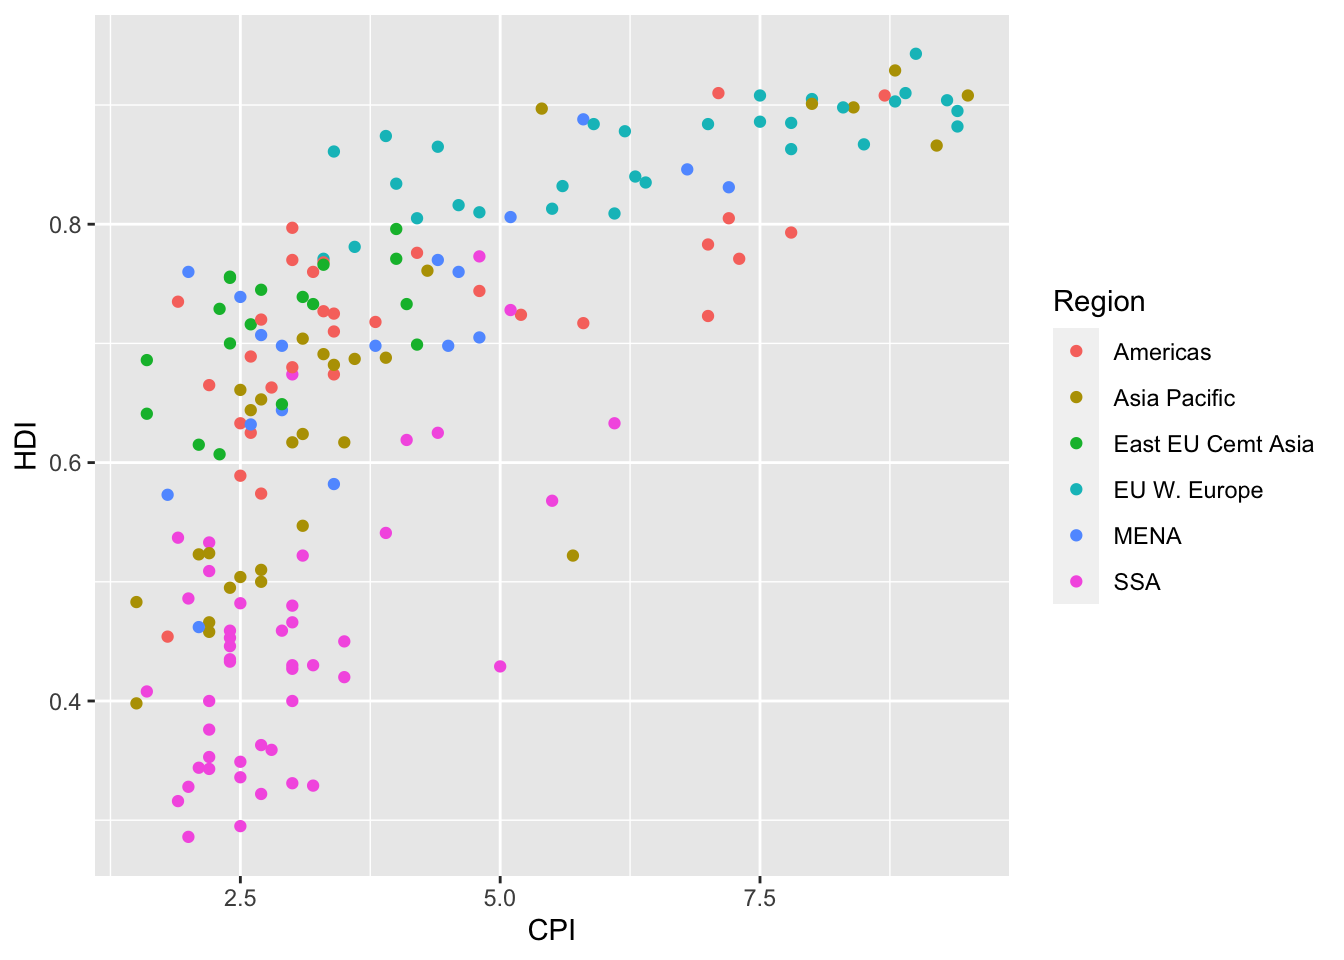 HDI
0.8
0.6
0.4
2.5
5.0
7.5
CPI
Region
Americas
Asia Pacific
East EU Cemt Asia
EU W. Europe
MENA
SSA